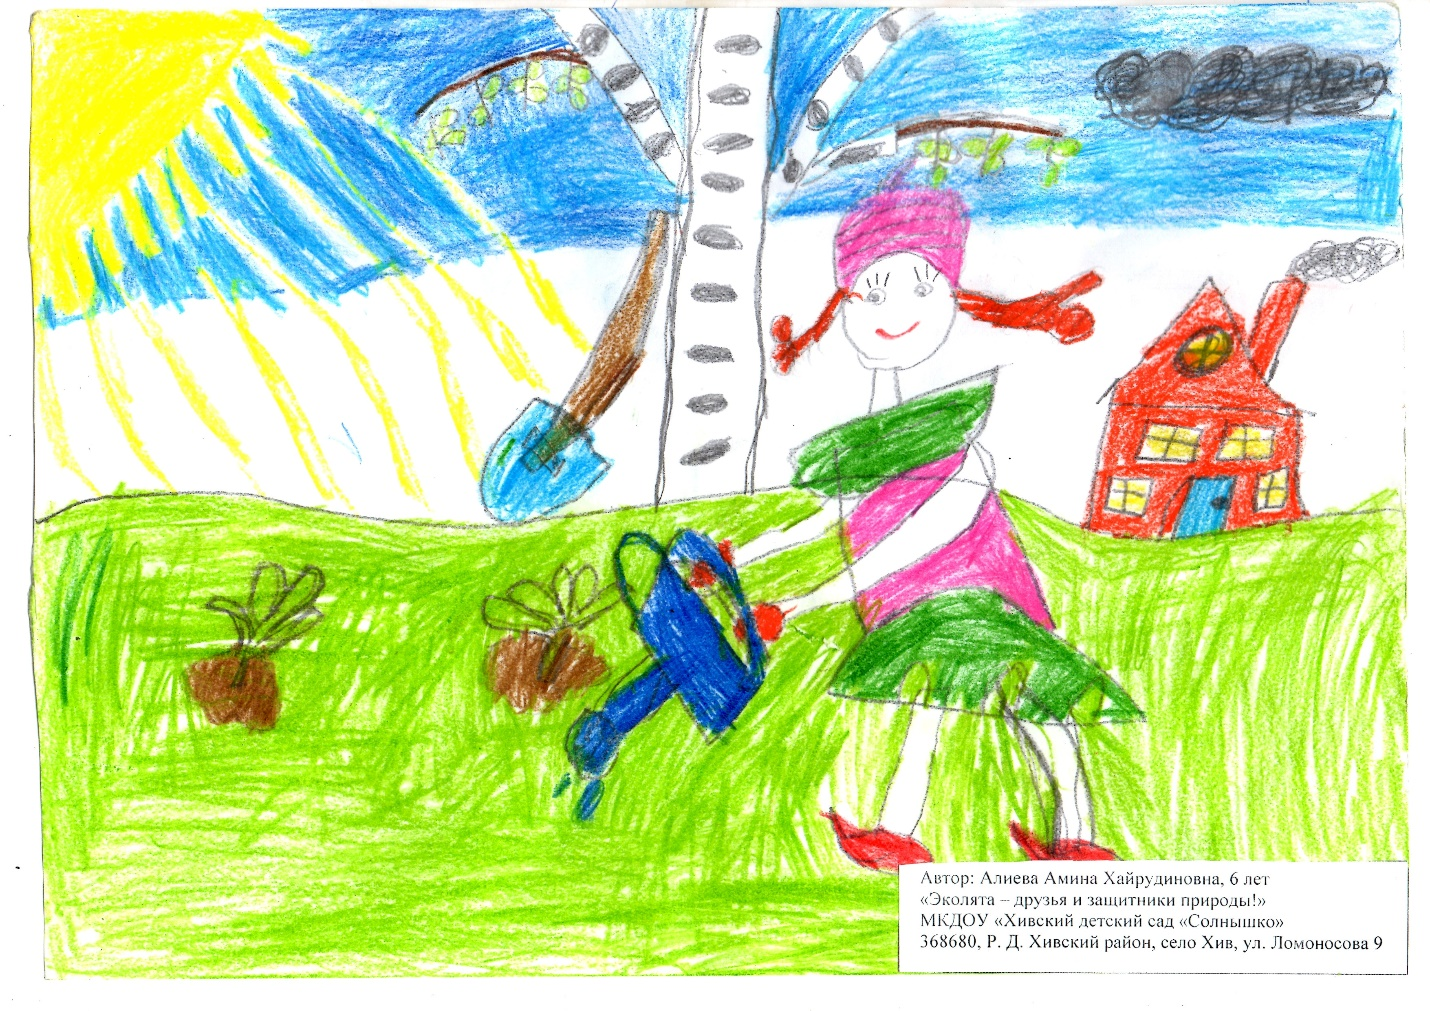 Автор: Алиева Амина Хайрудиновна, 6 лет
«Эколята – друзья и защитники природы!»
МКДОУ «Хивский детский сад «Солнышко»
368680, Р. Д. Хивский район, село Хив, ул. Ломоносова 9